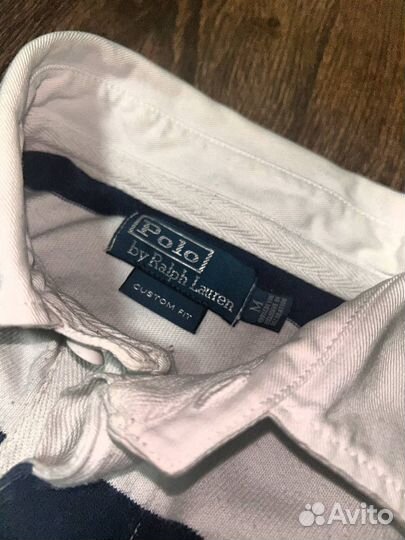 Polo
by Ralph Lauren
CUSTOM FIT
M
Avito